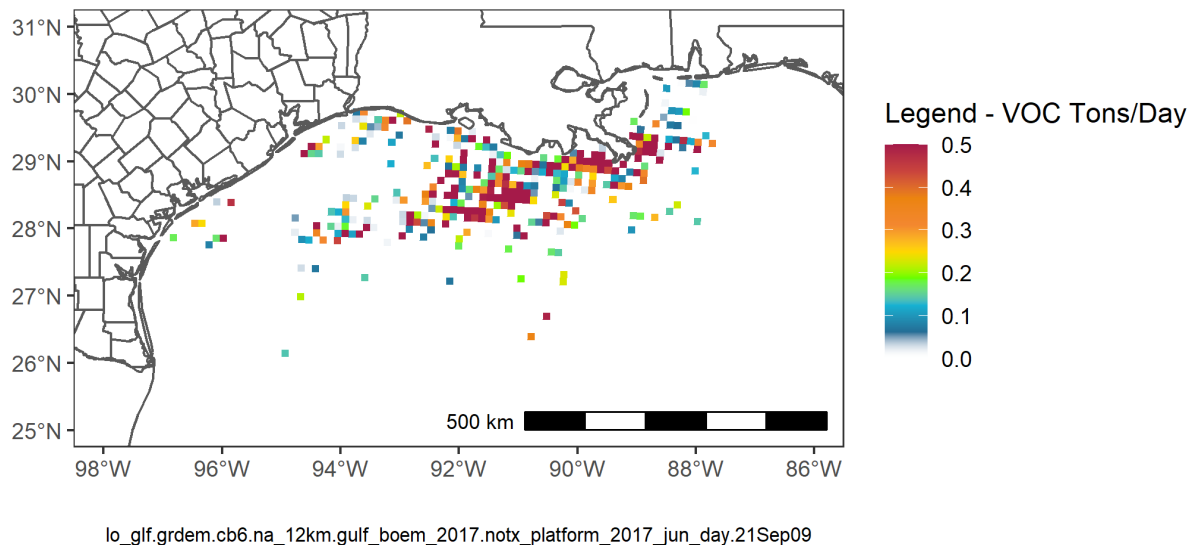 31°N
30°N
29°N
28°N
27°N
26°N
25°N
98°W 96°W 94°W 92°W 90°W 88°W 86°W
500 km
Legend - VOC Tons/Day
0.5
0.4
0.3
0.2
0.1
0.0
lo_glf.grdem.cb6.na_12km.gulf_boem_2017.notx_platform_2017_jun_day.21Sep09